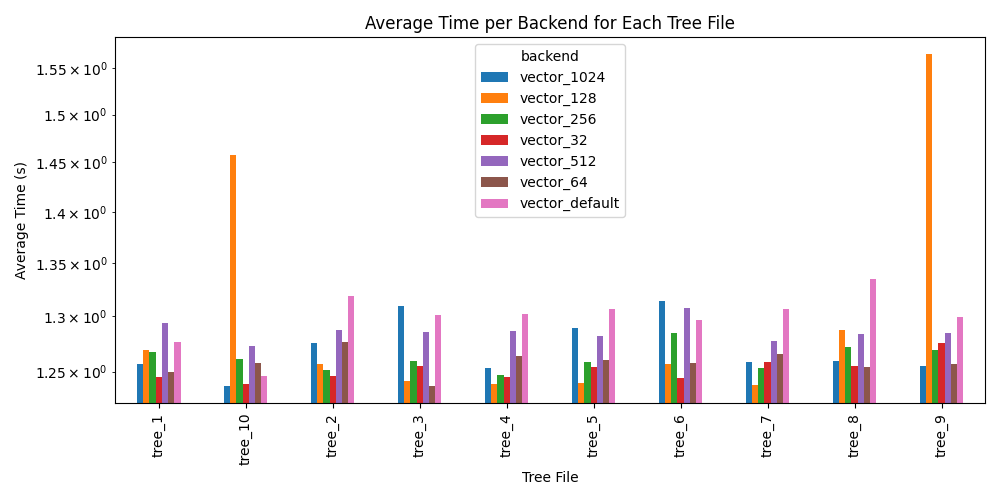 Average Time per Backend for Each Tree File
Average Time (s)
1.55 × 10⁰
1.5 × 10⁰
1.45 × 10⁰
1.4 × 10⁰
1.35 × 10⁰
1.3 × 10⁰
1.25 × 10⁰
backend
vector_1024
vector_128
vector_256
vector_32
vector_512
vector_64
vector_default
tree_1
tree_10
tree_2
tree_3
tree_4
tree_5
tree_6
tree_7
tree_8
tree_9
Tree File